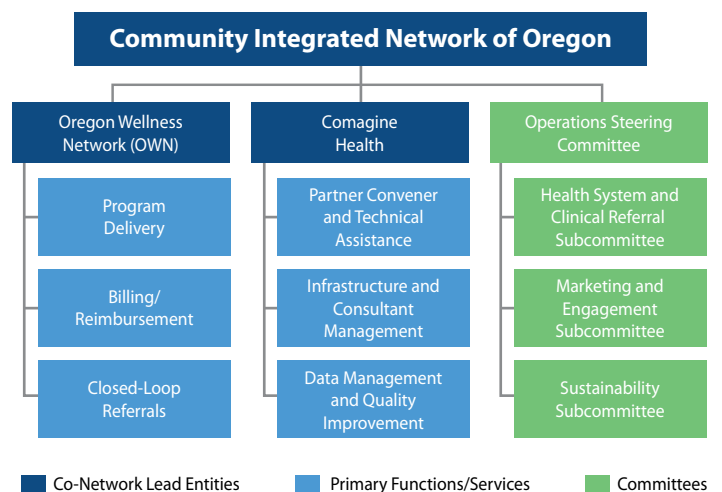 Community Integrated Network of Oregon
Oregon Wellness
Network (OWN)
Comagine
Health
Operations Steering
Committee
Program
Delivery
Partner Convener
and Technical
Assistance
Health System and
Clinical Referral
Subcommittee
Billing/
Reimbursement
Infrastructure and
Consultant
Management
Marketing and
Engagement
Subcommittee
Closed-Loop
Referrals
Data Management
and Quality
Improvement
Sustainability
Subcommittee
Co-Network Lead Entities
Primary Functions/Services
Committees